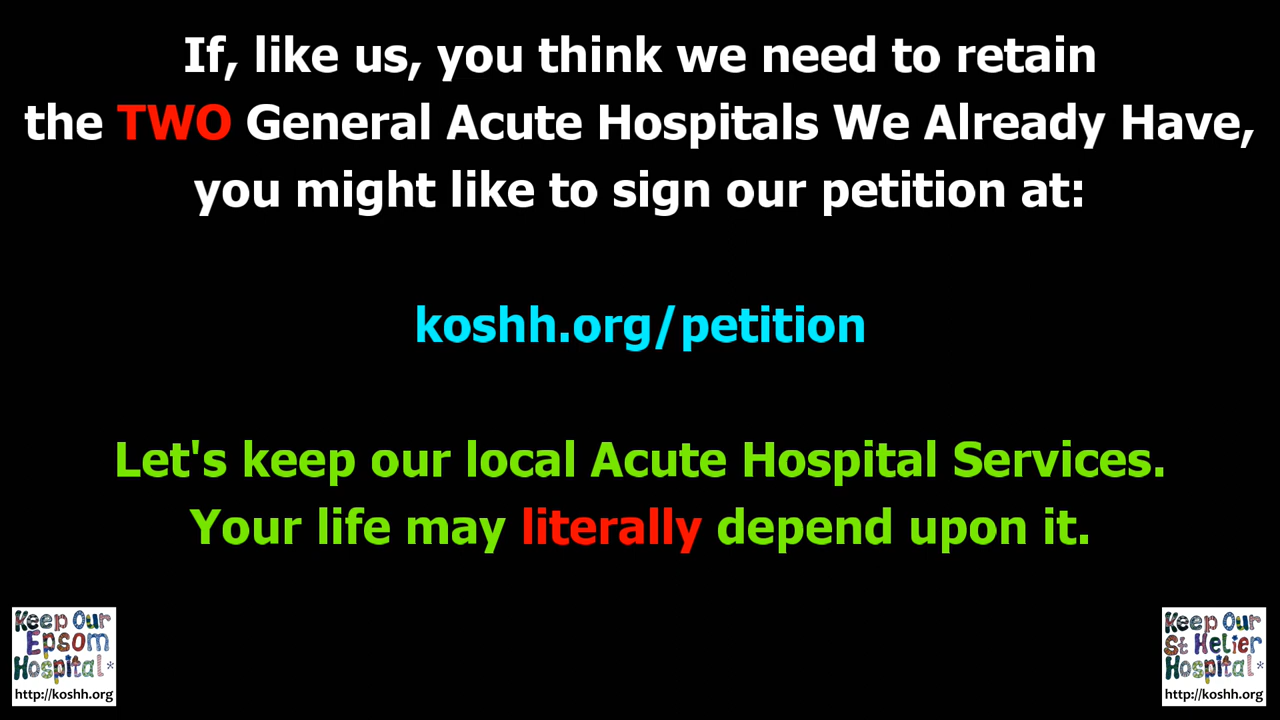 If, like us, you think we need to retain
the TWO General Acute Hospitals We Already Have,
you might like to sign our petition at:
koshh.org/petition
Let's keep our local Acute Hospital Services.
Your life may literally depend upon it.
Keep Our
Epsom
Hospital*
http://koshh.org
Keep Our
St Helier
Hospital*
http://koshh.org